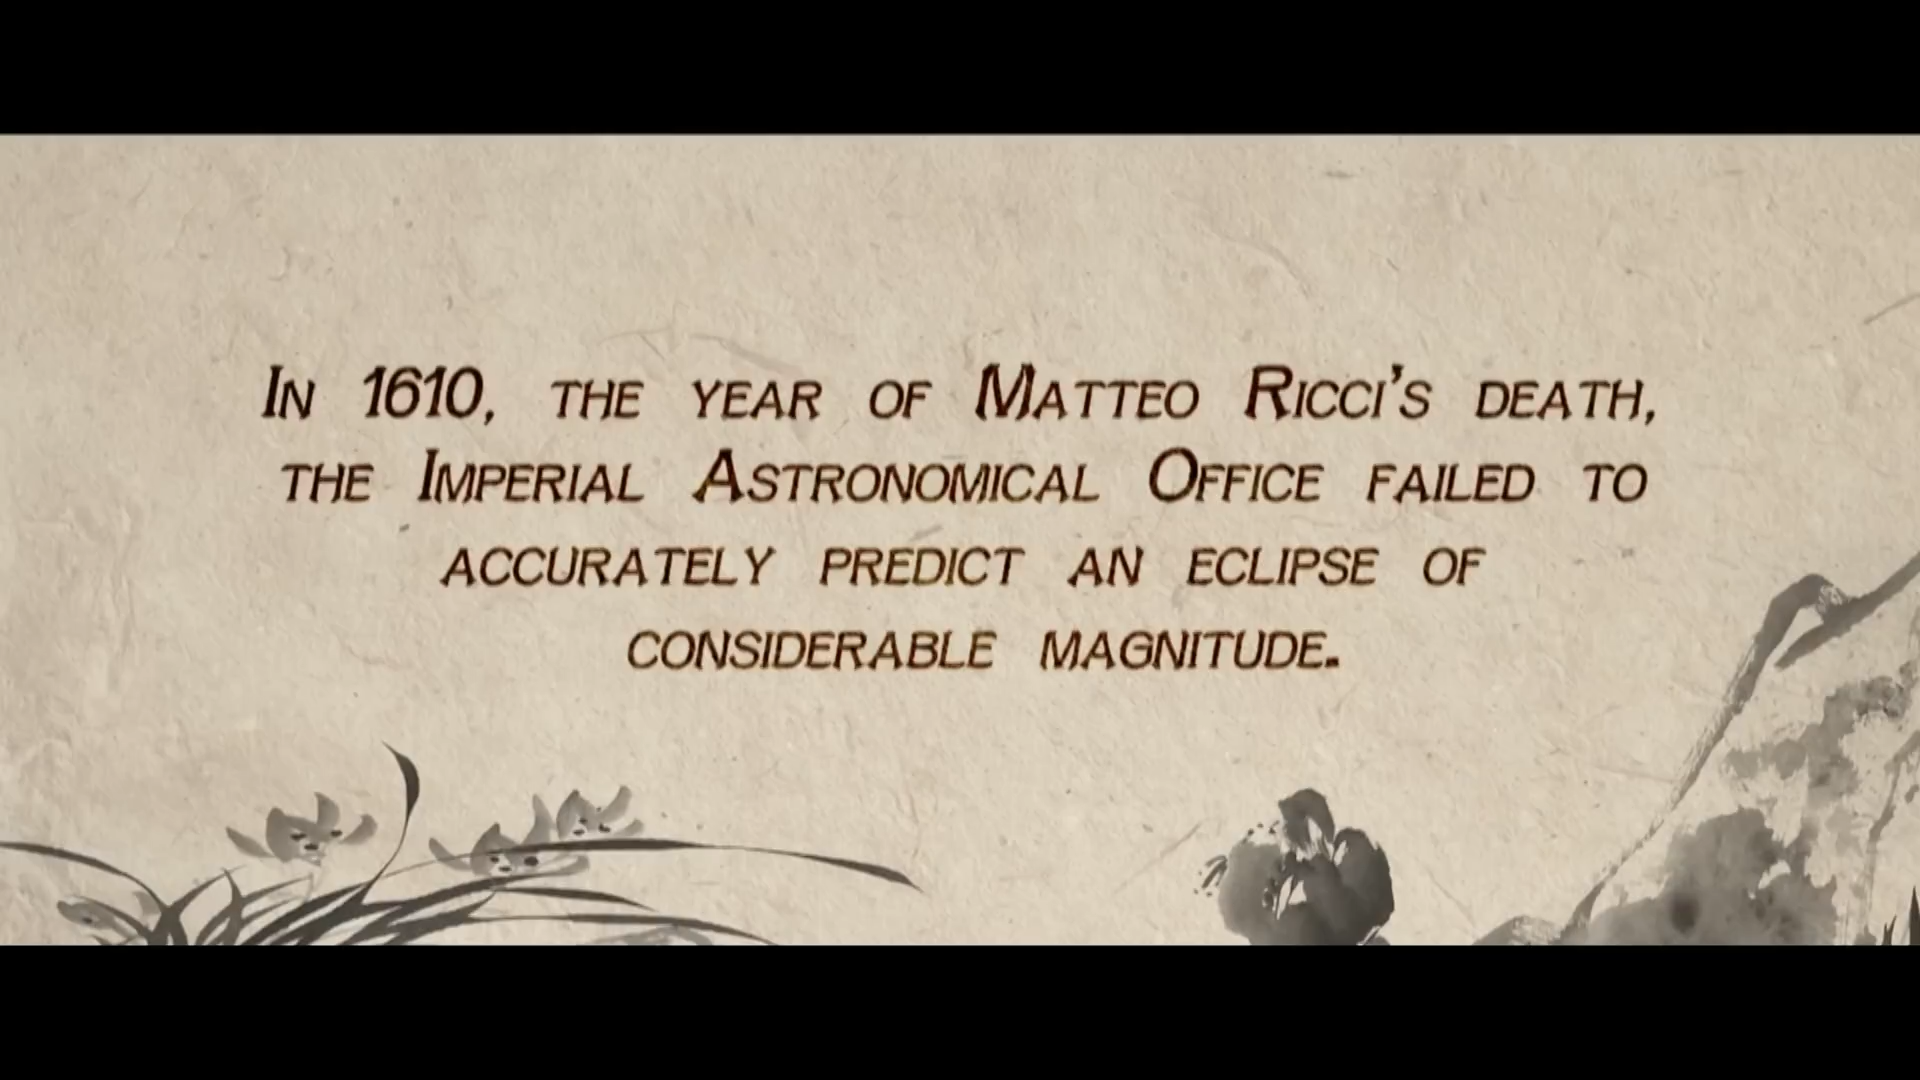 In 1610, the year of Matteo Ricci's death,
the Imperial Astronomical Office failed to
accurately predict an eclipse of
considerable magnitude.